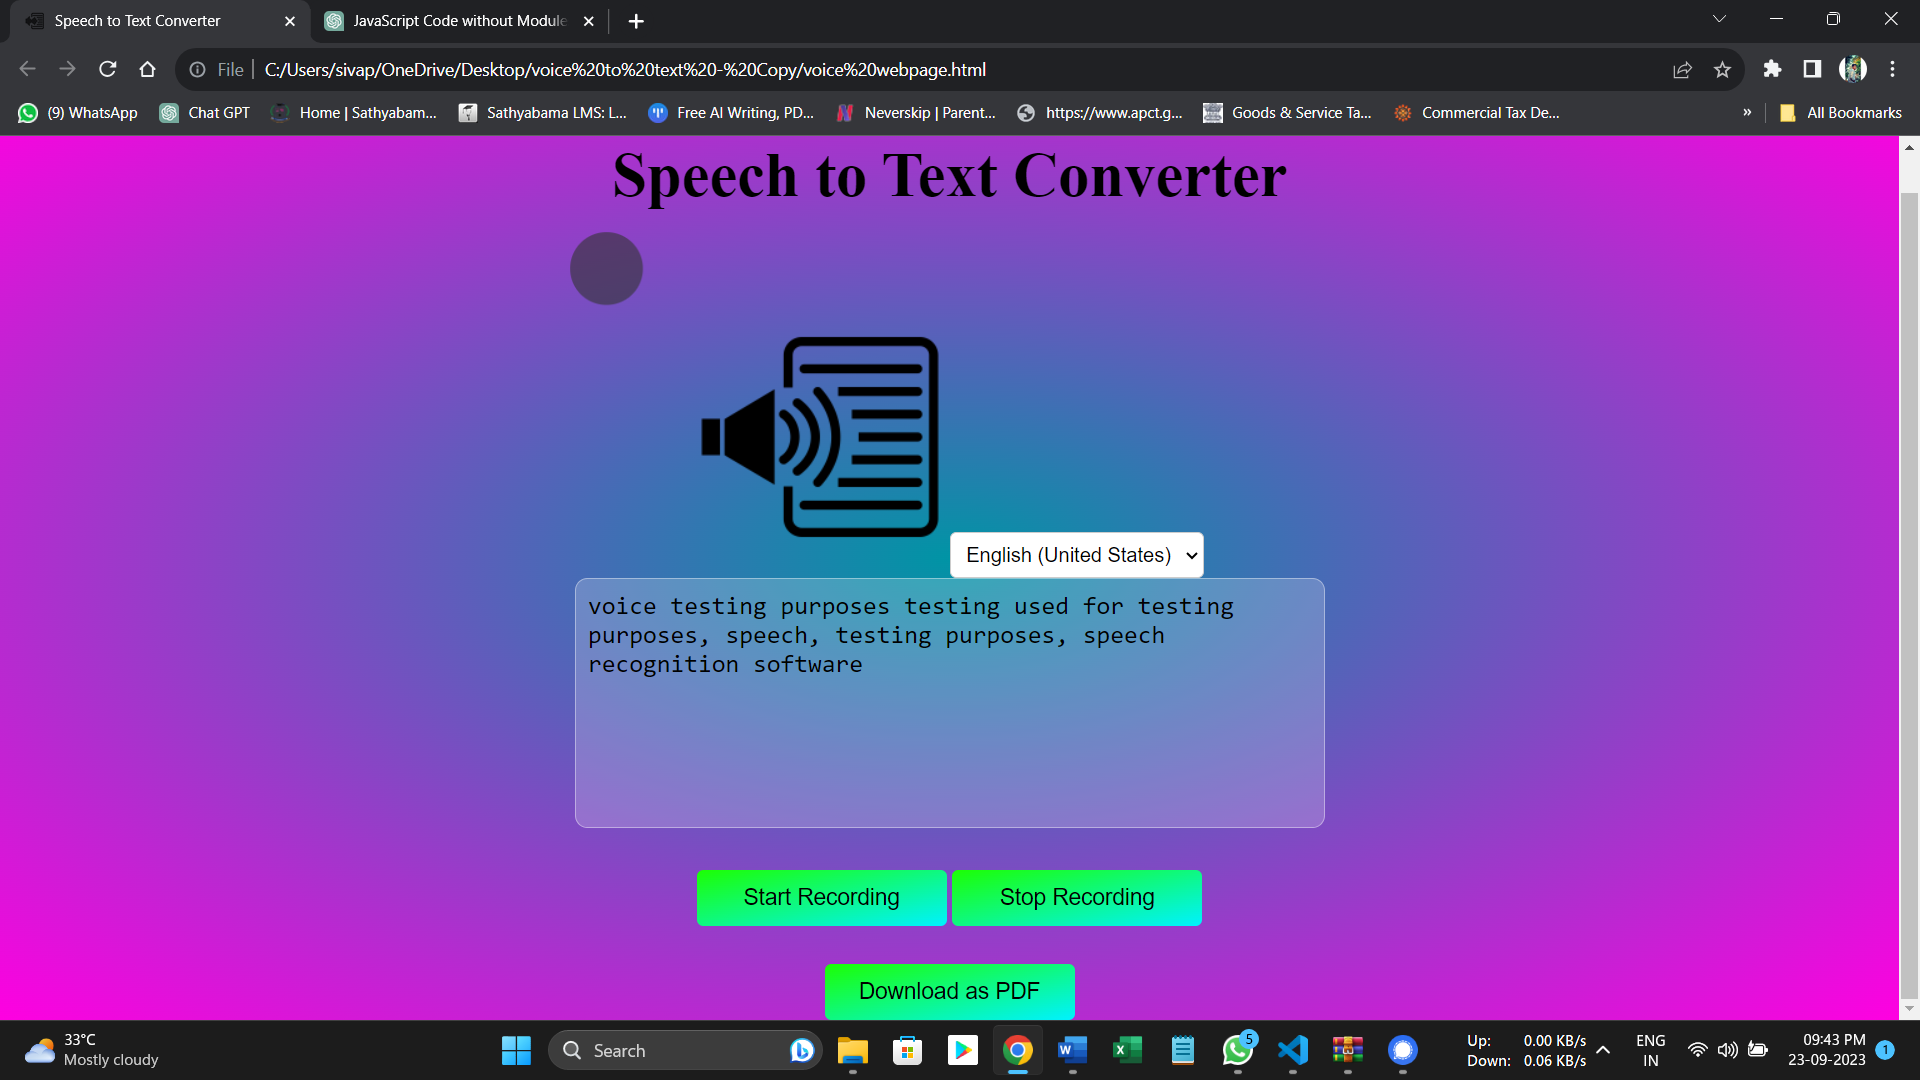 Speech to Text Converter
JavaScript Code without Module
File
C:/Users/sivap/OneDrive/Desktop/voice%20to%20text%20-%20Copy/voice%20webpage.html
(9) WhatsApp
Chat GPT
Home | Sathyabam...
Sathyabama LMS: L...
Free AI Writing, PD...
Neverskip | Parent...
https://www.apct.g...
Goods & Service Ta...
Commercial Tax De...
»
All Bookmarks
Speech to Text Converter
English (United States)
voice testing purposes testing used for testing
purposes, speech, testing purposes, speech
recognition software
Start Recording
Stop Recording
Download as PDF
33°C
Mostly cloudy
Search
5
Up: 0.00 KB/s
Down: 0.06 KB/s
ENG
IN
09:43 PM
23-09-2023
1